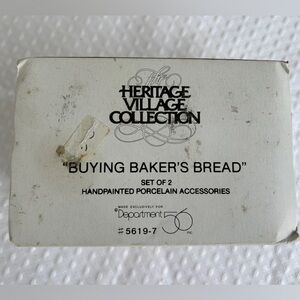 The
HERITAGE
VILLAGE
COLLECTION
"BUYING BAKER'S BREAD"
SET OF 2
HANDPAINTED PORCELAIN ACCESSORIES
MADE EXCLUSIVELY FOR
Department 56
INC.
# 5619-7